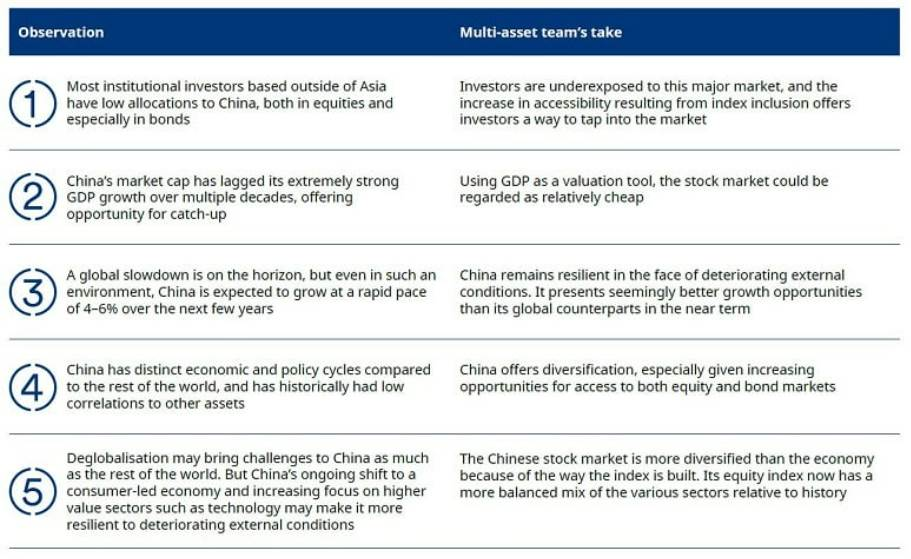 Observation
Multi-asset team's take
1
Most institutional investors based outside of Asia
have low allocations to China, both in equities and
especially in bonds
Investors are underexposed to this major market, and the
increase in accessibility resulting from index inclusion offers
investors a way to tap into the market
2
China's market cap has lagged its extremely strong
GDP growth over multiple decades, offering
opportunity for catch-up
Using GDP as a valuation tool, the stock market could be
regarded as relatively cheap
3
A global slowdown is on the horizon, but even in such an
environment, China is expected to grow at a rapid pace
of 4–6% over the next few years
China remains resilient in the face of deteriorating external
conditions. It presents seemingly better growth opportunities
than its global counterparts in the near term
4
China has distinct economic and policy cycles compared
to the rest of the world, and has historically had low
correlations to other assets
China offers diversification, especially given increasing
opportunities for access to both equity and bond markets
5
Deglobalisation may bring challenges to China as much
as the rest of the world. But China's ongoing shift to a
consumer-led economy and increasing focus on higher
value sectors such as technology may make it more
resilient to deteriorating external conditions
The Chinese stock market is more diversified than the economy
because of the way the index is built. Its equity index now has a
more balanced mix of the various sectors relative to history